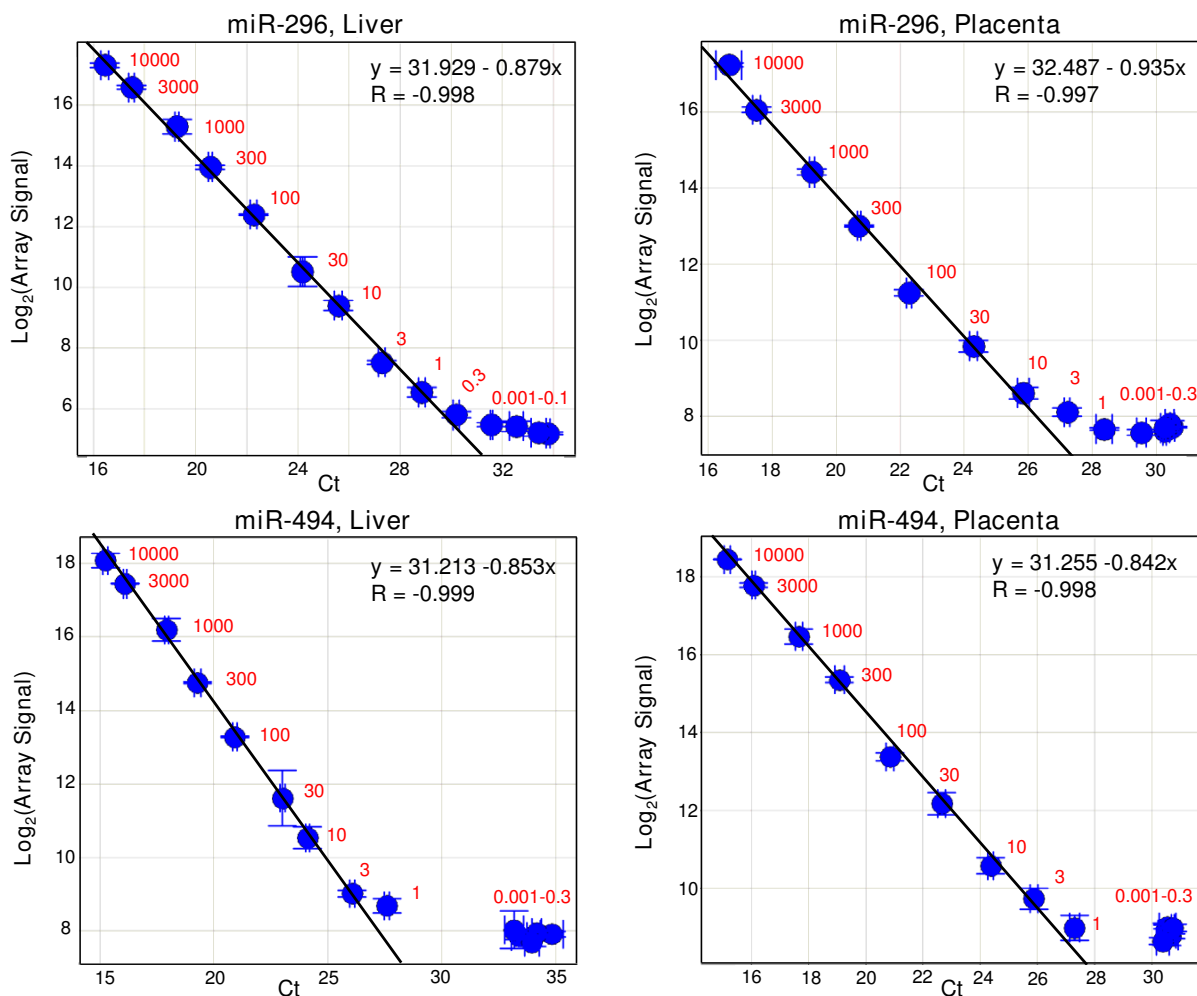 miR-296, Liver
y = 31.929 - 0.879x
R = -0.998
10000
3000
1000
300
100
30
10
3
1
0.3
0.001-0.1
Log2(Array Signal)
16
14
12
10
8
6
16 20 24 28 32
Ct
miR-296, Placenta
y = 32.487 - 0.935x
R = -0.997
10000
3000
1000
300
100
30
10
3
1
0.001-0.3
Log2(Array Signal)
16
14
12
10
8
16 18 20 22 24 26 28 30
Ct
miR-494, Liver
y = 31.213 -0.853x
R = -0.999
10000
3000
1000
300
100
30
10
3
1
0.001-0.3
Log2(Array Signal)
18
16
14
12
10
8
15 20 25 30 35
Ct
miR-494, Placenta
y = 31.255 -0.842x
R = -0.998
10000
3000
1000
300
100
30
10
3
1
0.001-0.3
Log2(Array Signal)
18
16
14
12
10
16 18 20 22 24 26 28 30
Ct